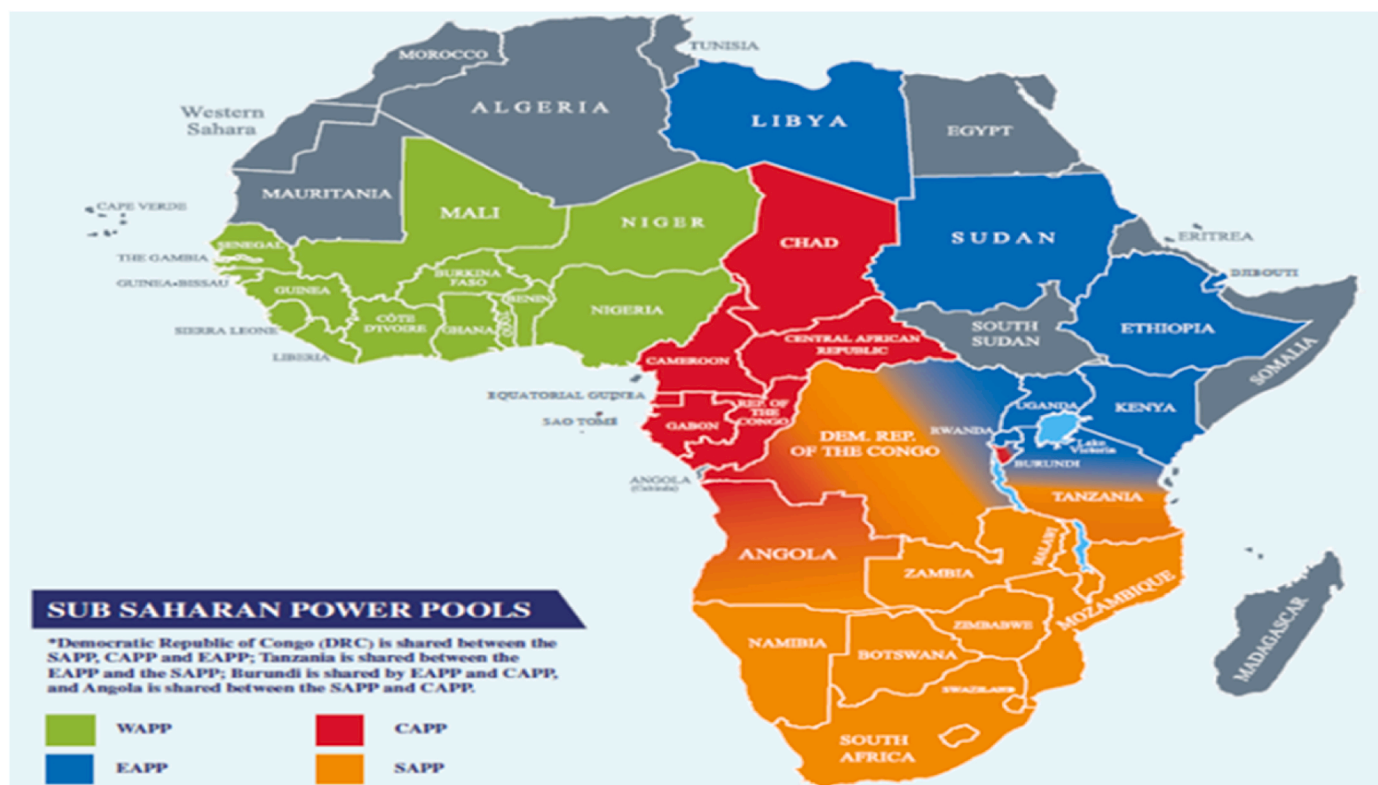 MOROCCO
TUNISIA
ALGERIA
LIBYA
EGYPT
Western
Sahara
MAURITANIA
MALI
NIGER
CHAD
SUDAN
ERITREA
DJIBOUTI
CAPE VERDE
SENEGAL
THE GAMBIA
GUINEA-BISSAU
GUINEA
BURKINA
FASO
BENIN
NIGERIA
SIERRA LEONE
LIBERIA
CÔTE
D'IVOIRE
GHANA
TOGO
CENTRAL AFRICAN
REPUBLIC
SOUTH
SUDAN
ETHIOPIA
SOMALIA
CAMEROON
EQUATORIAL GUINEA
SAO TOMÉ
GABON
REP. OF
THE
CONGO
DEM. REP.
OF THE CONGO
UGANDA
KENYA
RWANDA
Lake
Victoria
BURUNDI
TANZANIA
ANGOLA
(Cabinda)
ANGOLA
ZAMBIA
MALAWI
MOZAMBIQUE
ZIMBABWE
NAMIBIA
BOTSWANA
SWAZILAND
SOUTH
AFRICA
MADAGASCAR
SUB SAHARAN POWER POOLS
*Democratic Republic of Congo (DRC) is shared between the
SAPP, CAPP and EAPP; Tanzania is shared between the
EAPP and the SAPP; Burundi is shared by EAPP and CAPP,
and Angola is shared between the SAPP and CAPP.
WAPP
CAPP
EAPP
SAPP